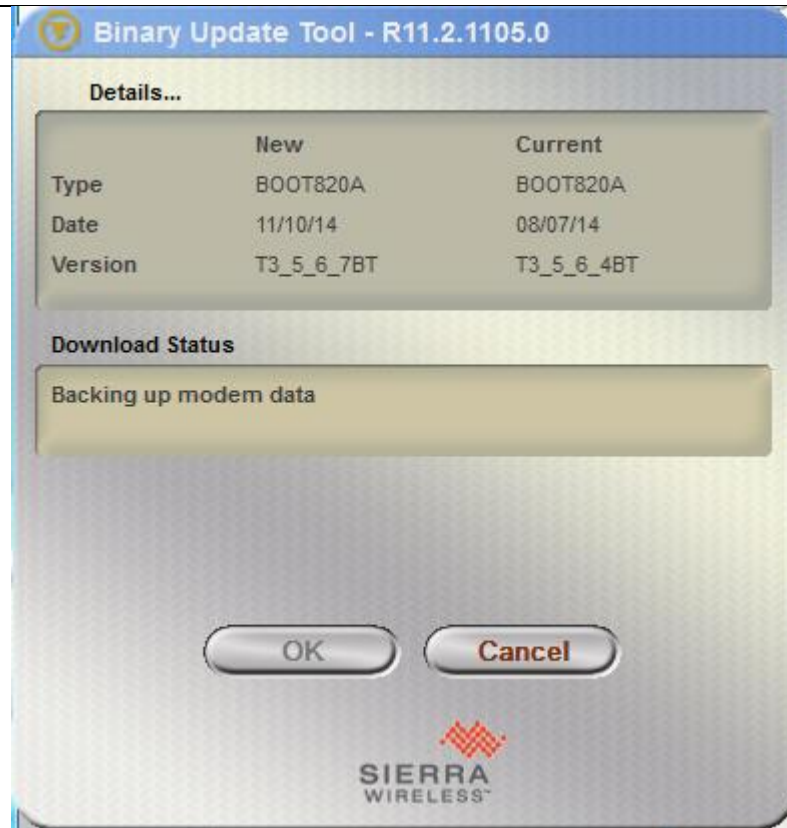 Binary Update Tool - R11.2.1105.0
Details...
New Current
Type BOOT820A BOOT820A
Date 11/10/14 08/07/14
Version T3_5_6_7BT T3_5_6_4BT
Download Status
Backing up modem data
OK Cancel
SIERRA
WIRELESS™